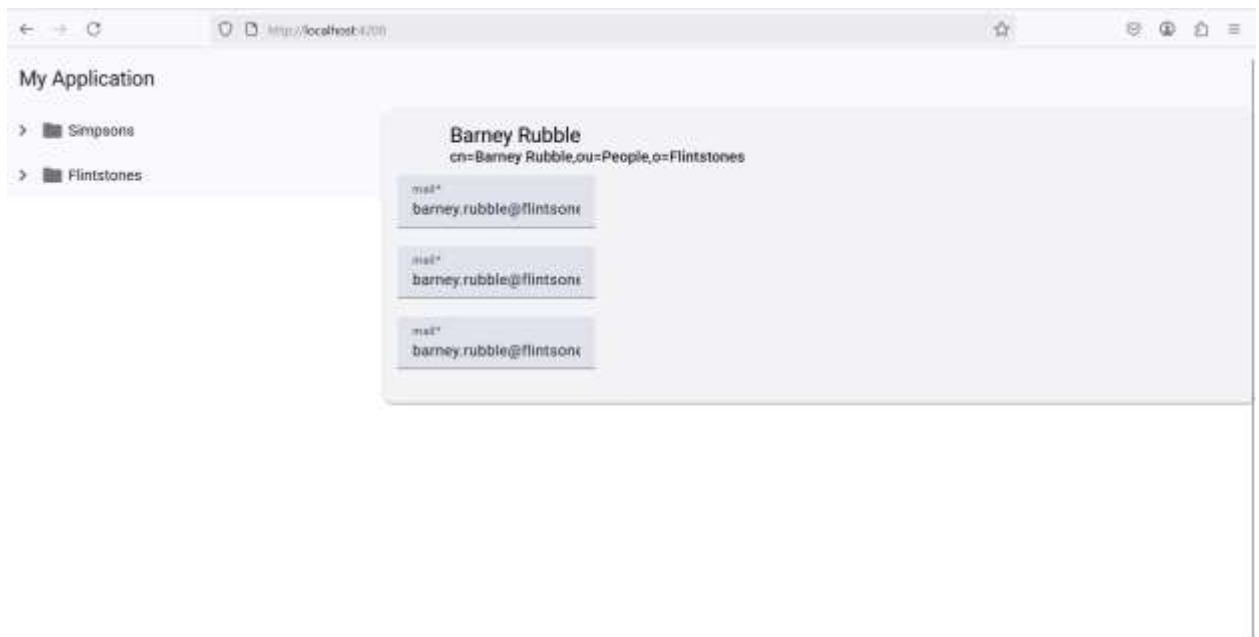 http://localhost:4200
My Application
Simpsons
Flintstones
Barney Rubble
cn=Barney Rubble,ou=People,o=Flintstones
mail*
barney.rubble@flintsone
mail*
barney.rubble@flintsone
mail*
barney.rubble@flintsone